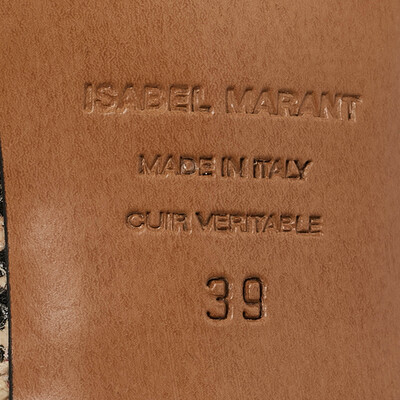 ISABEL MARANT
MADE IN ITALY
CUIR VERITABLE
39